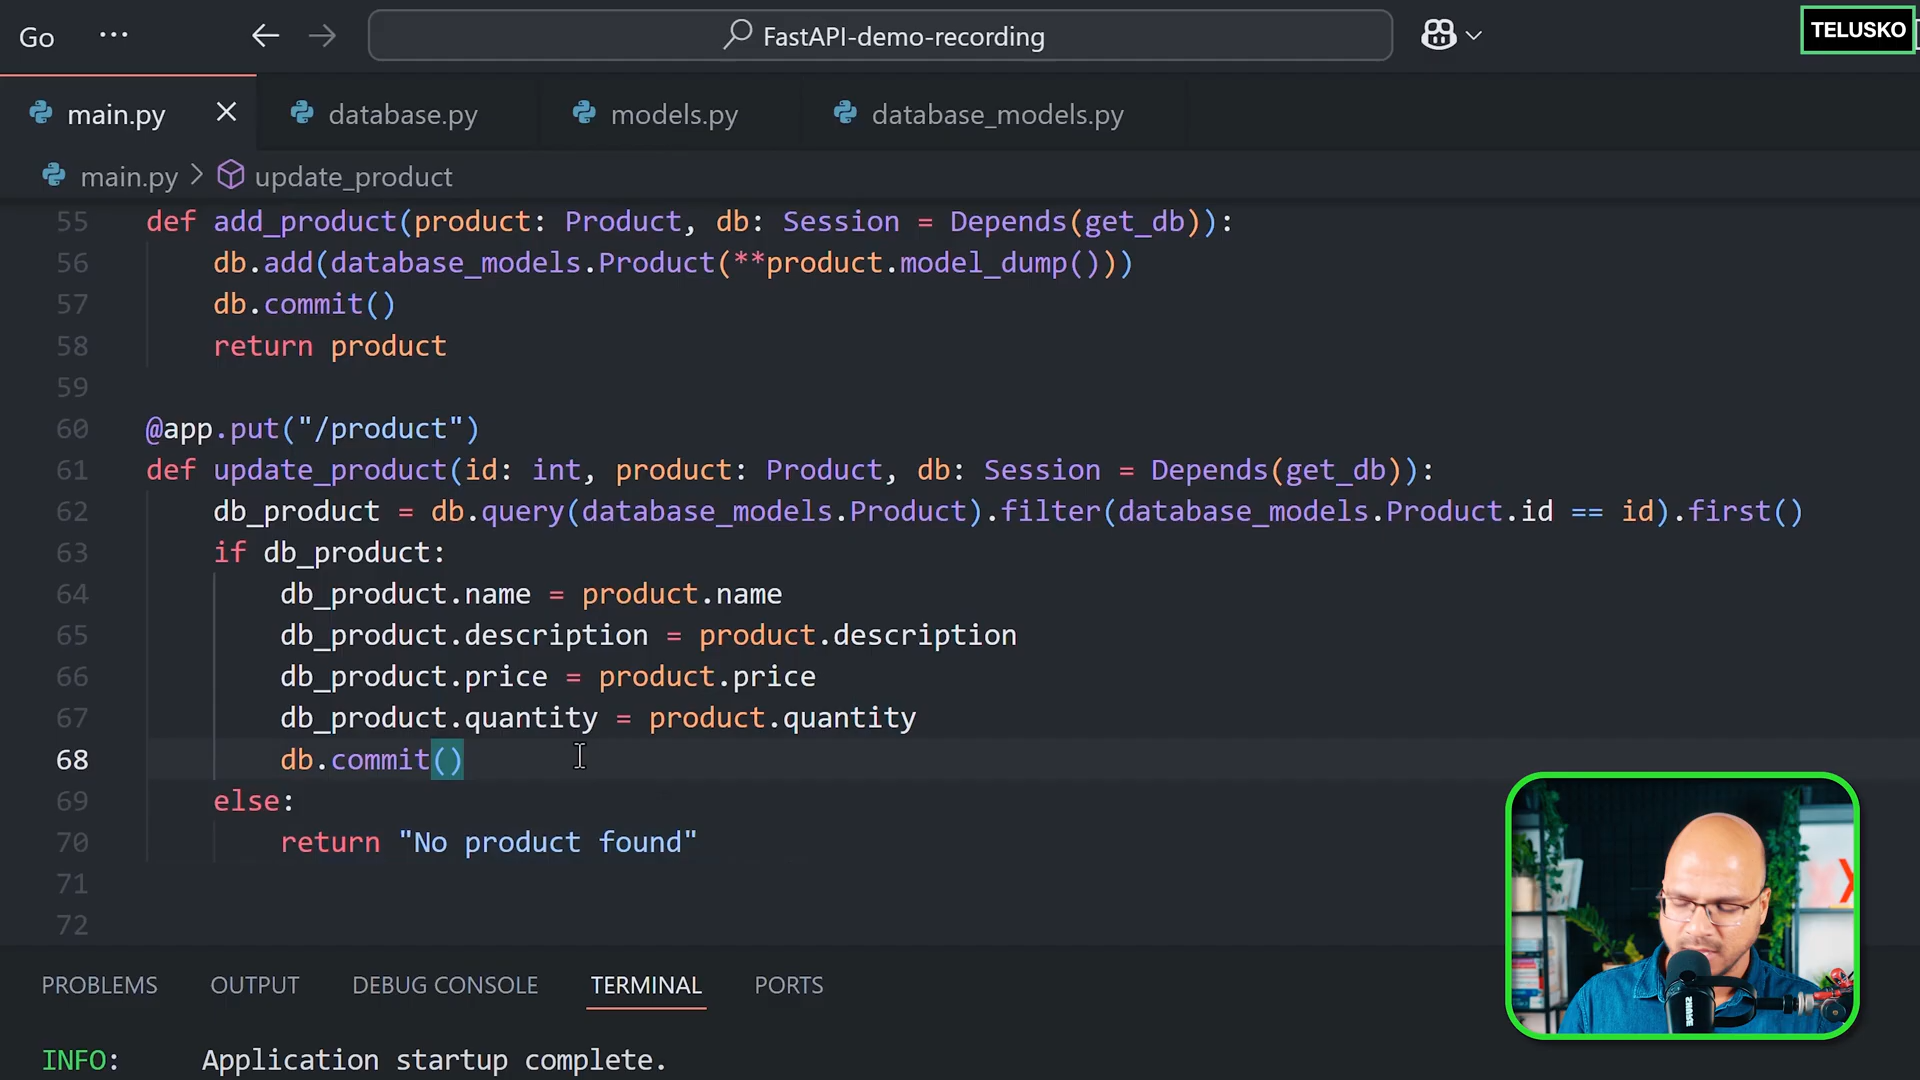 Go ... FastAPI-demo-recording TELUSKO
main.py database.py models.py database_models.py
main.py > update_product
55 def add_product(product: Product, db: Session = Depends(get_db)):
56     db.add(database_models.Product(**product.model_dump()))
57     db.commit()
58     return product
59
60 @app.put("/product")
61 def update_product(id: int, product: Product, db: Session = Depends(get_db)):
62     db_product = db.query(database_models.Product).filter(database_models.Product.id == id).first()
63     if db_product:
64         db_product.name = product.name
65         db_product.description = product.description
66         db_product.price = product.price
67         db_product.quantity = product.quantity
68         db.commit()
69     else:
70         return "No product found"
71
72
PROBLEMS OUTPUT DEBUG CONSOLE TERMINAL PORTS
INFO: Application startup complete.